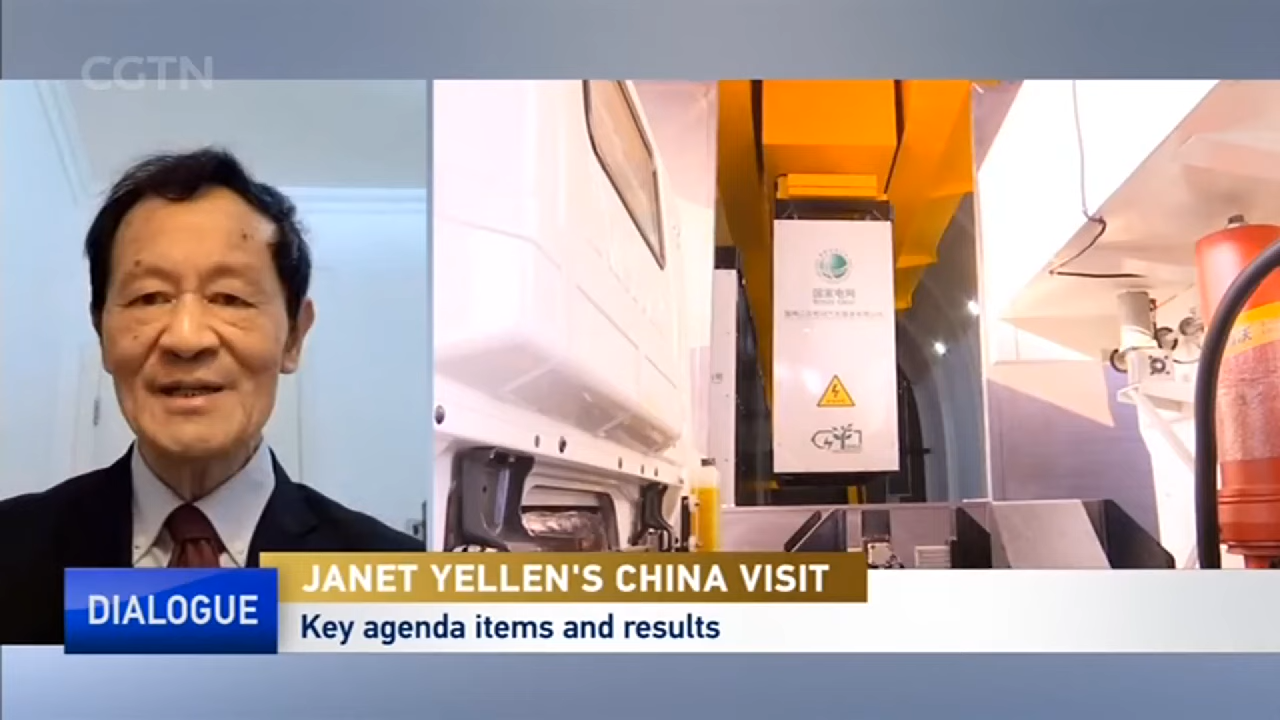 CGTN
国家电网
JANET YELLEN'S CHINA VISIT
DIALOGUE
Key agenda items and results